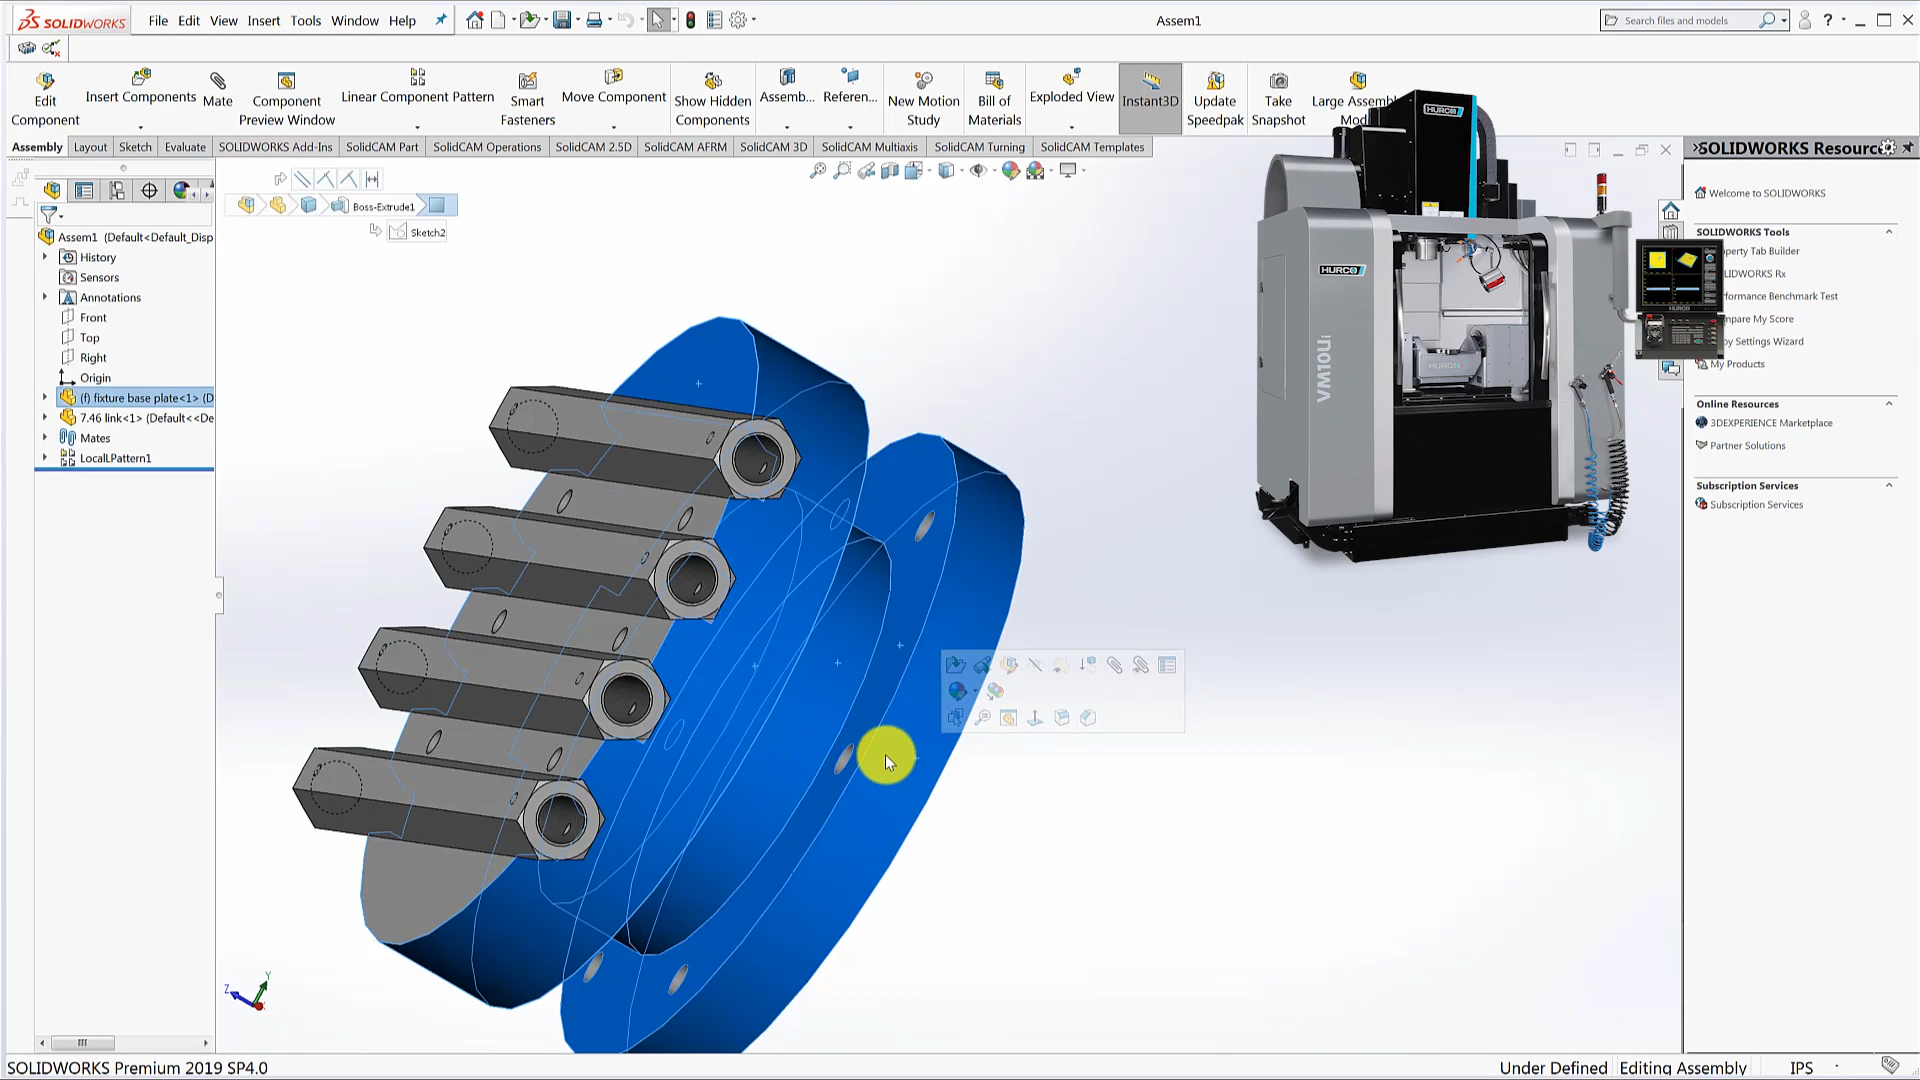 SOLIDWORKS File Edit View Insert Tools Window Help
Assem1
Search files and models
?
Edit Component
Insert Components
Mate
Component Preview Window
Linear Component Pattern
Smart Fasteners
Move Component
Show Hidden Components
Assemb...
Referen...
New Motion Study
Bill of Materials
Exploded View
Instant3D
Update Speedpak
Take Snapshot
Large Assemb
Mod
Assembly Layout Sketch Evaluate SOLIDWORKS Add-Ins SolidCAM Part SolidCAM Operations SolidCAM 2.5D SolidCAM AFRM SolidCAM 3D SolidCAM Multiaxis SolidCAM Turning SolidCAM Templates
Boss-Extrude1
Sketch2
Assem1 (Default<Default_Disp
History
Sensors
Annotations
Front
Top
Right
Origin
(f) fixture base plate<1> (D
7.46 link<1> (Default<<De
Mates
LocalLPattern1
HURCO
HURCO
VM10Ui
HURCO
HURCO
Y
Z
SOLIDWORKS Resourc
Welcome to SOLIDWORKS
SOLIDWORKS Tools
operty Tab Builder
LIDWORKS Rx
formance Benchmark Test
mpare My Score
py Settings Wizard
My Products
Online Resources
3DEXPERIENCE Marketplace
Partner Solutions
Subscription Services
Subscription Services
SOLIDWORKS Premium 2019 SP4.0
Under Defined Editing Assembly IPS